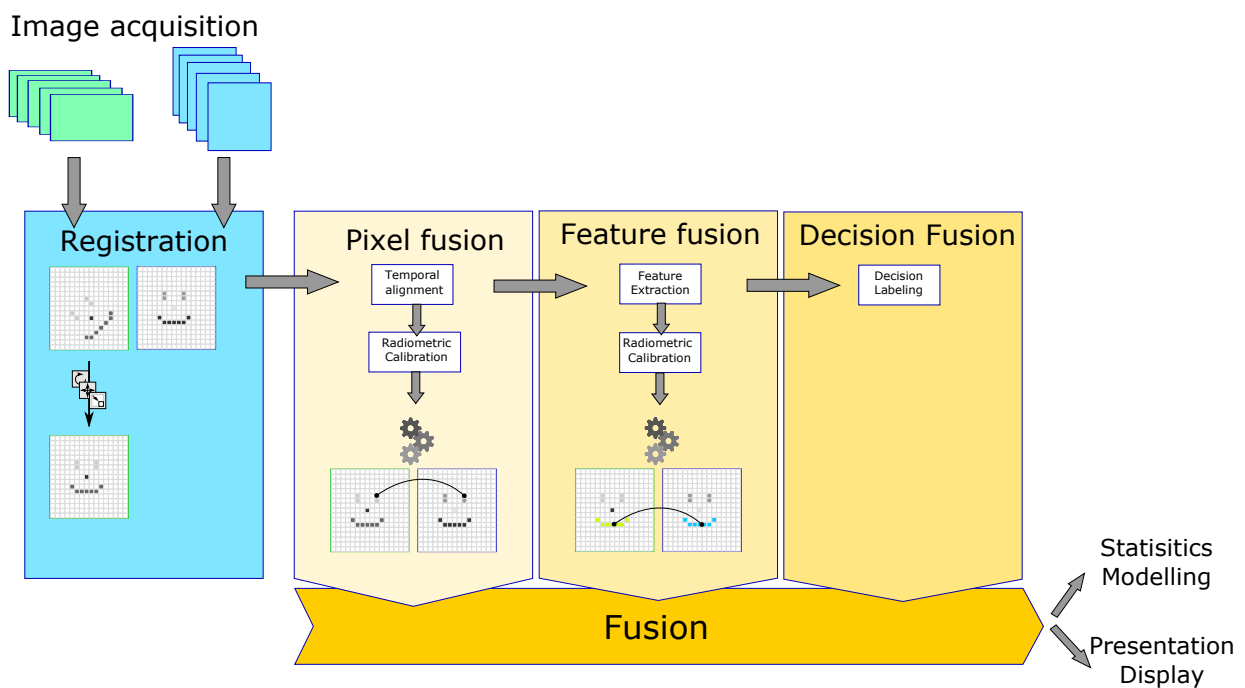 Image acquisition
Registration
Pixel fusion
Temporal
alignment
Radiometric
Calibration
Feature fusion
Feature
Extraction
Radiometric
Calibration
Decision Fusion
Decision
Labeling
Fusion
Statisitics
Modelling
Presentation
Display